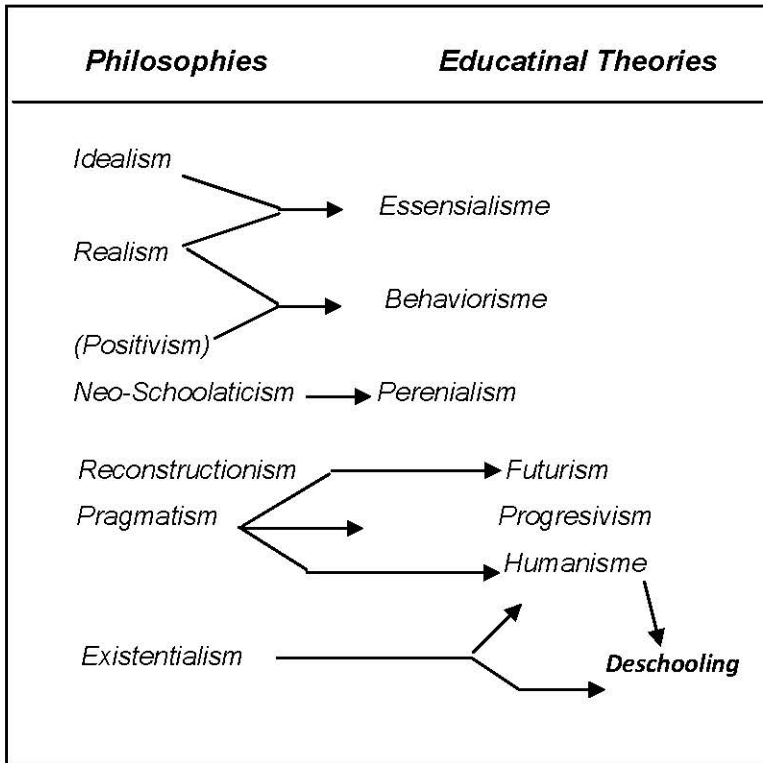 Philosophies Educatinal Theories
Idealism
Essensialisme
Realism
Behaviorisme
(Positivism)
Neo-Schoolaticism Perenialism
Reconstructionism Futurism
Pragmatism Progresivism
Humanisme
Existentialism Deschooling